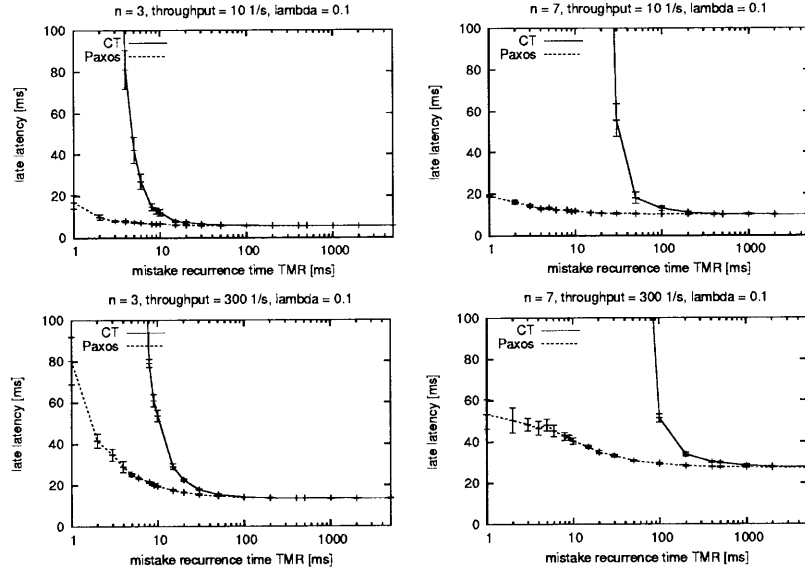 n = 3, throughput = 10 1/s, lambda = 0.1
100
80
60
40
20
0
late latency [ms]
CT
Paxos
1
10
100
1000
mistake recurrence time TMR [ms]
n = 7, throughput = 10 1/s, lambda = 0.1
100
80
60
40
20
0
late latency [ms]
CT
Paxos
1
10
100
1000
mistake recurrence time TMR [ms]
n = 3, throughput = 300 1/s, lambda = 0.1
100
80
60
40
20
0
late latency [ms]
CT
Paxos
1
10
100
1000
mistake recurrence time TMR [ms]
n = 7, throughput = 300 1/s, lambda = 0.1
100
80
60
40
20
0
late latency [ms]
CT
Paxos
1
10
100
1000
mistake recurrence time TMR [ms]